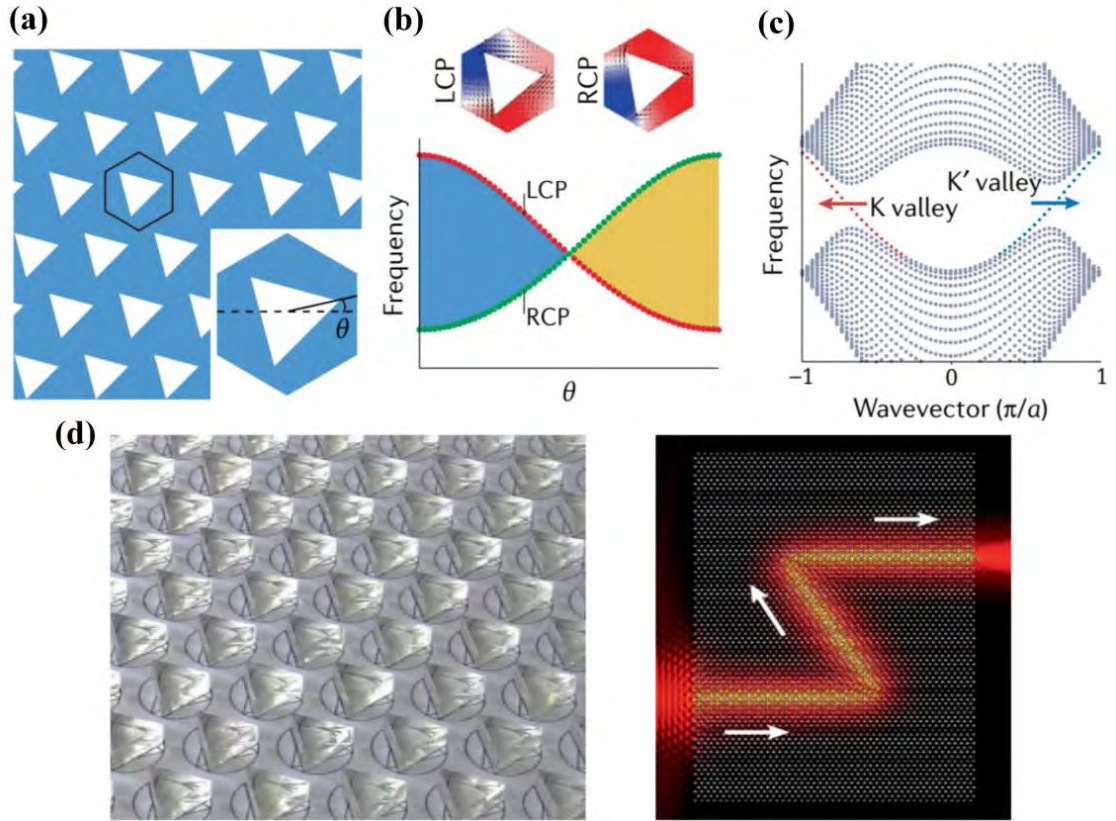 (a)
θ
(b)
LCP
RCP
Frequency
LCP
RCP
θ
(c)
Frequency
K′ valley
K valley
−1
0
1
Wavevector (π/a)
(d)